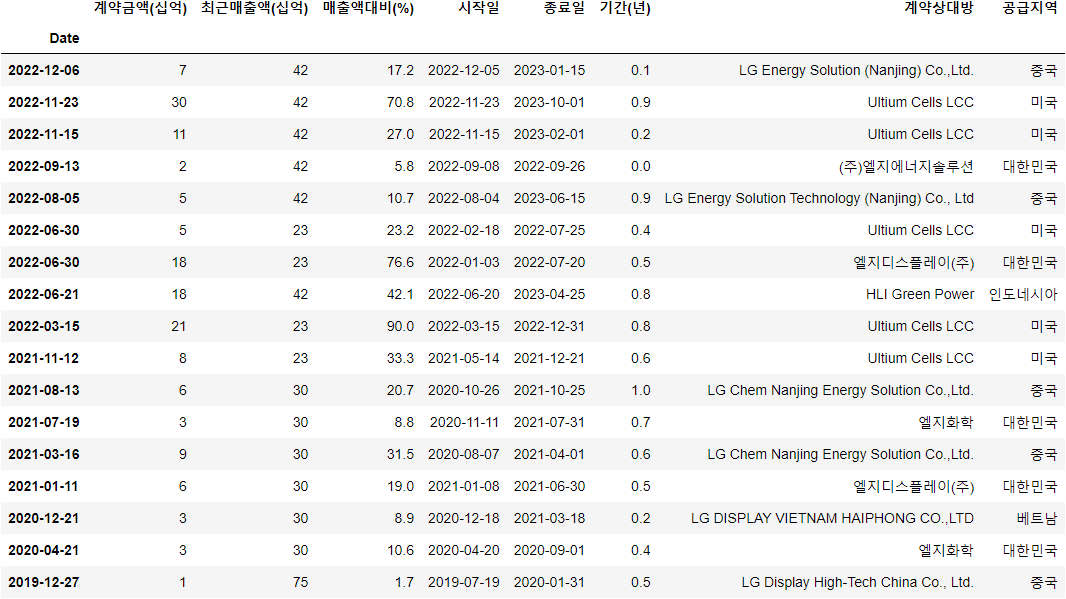 계약금액(십억) 최근매출액(십억) 매출액대비(%) 시작일 종료일 기간(년) 계약상대방 공급지역
Date
2022-12-06 7 42 17.2 2022-12-05 2023-01-15 0.1 LG Energy Solution (Nanjing) Co.,Ltd. 중국
2022-11-23 30 42 70.8 2022-11-23 2023-10-01 0.9 Ultium Cells LCC 미국
2022-11-15 11 42 27.0 2022-11-15 2023-02-01 0.2 Ultium Cells LCC 미국
2022-09-13 2 42 5.8 2022-09-08 2022-09-26 0.0 (주)엘지에너지솔루션 대한민국
2022-08-05 5 42 10.7 2022-08-04 2023-06-15 0.9 LG Energy Solution Technology (Nanjing) Co., Ltd 중국
2022-06-30 5 23 23.2 2022-02-18 2022-07-25 0.4 Ultium Cells LCC 미국
2022-06-30 18 23 76.6 2022-01-03 2022-07-20 0.5 엘지디스플레이(주) 대한민국
2022-06-21 18 42 42.1 2022-06-20 2023-04-25 0.8 HLI Green Power 인도네시아
2022-03-15 21 23 90.0 2022-03-15 2022-12-31 0.8 Ultium Cells LCC 미국
2021-11-12 8 23 33.3 2021-05-14 2021-12-21 0.6 Ultium Cells LCC 미국
2021-08-13 6 30 20.7 2020-10-26 2021-10-25 1.0 LG Chem Nanjing Energy Solution Co.,Ltd. 중국
2021-07-19 3 30 8.8 2020-11-11 2021-07-31 0.7 엘지화학 대한민국
2021-03-16 9 30 31.5 2020-08-07 2021-04-01 0.6 LG Chem Nanjing Energy Solution Co.,Ltd. 중국
2021-01-11 6 30 19.0 2021-01-08 2021-06-30 0.5 엘지디스플레이(주) 대한민국
2020-12-21 3 30 8.9 2020-12-18 2021-03-18 0.2 LG DISPLAY VIETNAM HAIPHONG CO.,LTD 베트남
2020-04-21 3 30 10.6 2020-04-20 2020-09-01 0.4 엘지화학 대한민국
2019-12-27 1 75 1.7 2019-07-19 2020-01-31 0.5 LG Display High-Tech China Co., Ltd. 중국